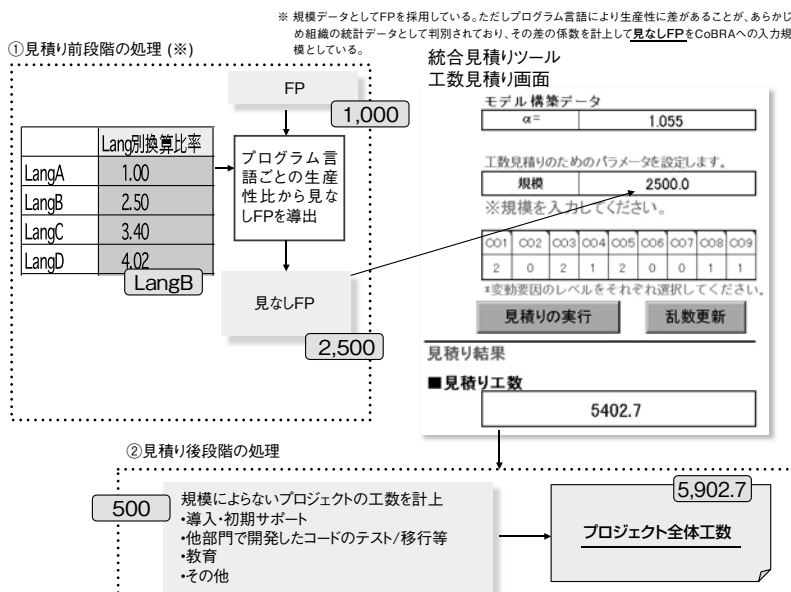 ※ 規模データとしてFPを採用している。ただしプログラム言語により生産性に差があることが、あらかじ
め組織の統計データとして判別されており、その差の係数を計上して見なしFPをCoBRAへの入力規
模としている。
①見積り前段階の処理 (※)
FP
1,000
Lang別換算比率
LangA 1.00
LangB 2.50
LangC 3.40
LangD 4.02
LangB
プログラム言
語ごとの生産
性比から見な
しFPを導出
見なしFP
2,500
統合見積りツール
工数見積り画面
モデル構築データ
α= 1.055
工数見積りのためのパラメータを設定します。
規模 2500.0
※規模を入力してください。
CO1 CO2 CO3 CO4 CO5 CO6 CO7 CO8 CO9
2 0 2 1 2 0 0 1 1
*変動要因のレベルをそれぞれ選択してください。
見積りの実行 乱数更新
見積り結果
■見積り工数
5402.7
②見積り後段階の処理
500
規模によらないプロジェクトの工数を計上
・導入・初期サポート
・他部門で開発したコードのテスト/移行等
・教育
・その他
5,902.7
プロジェクト全体工数